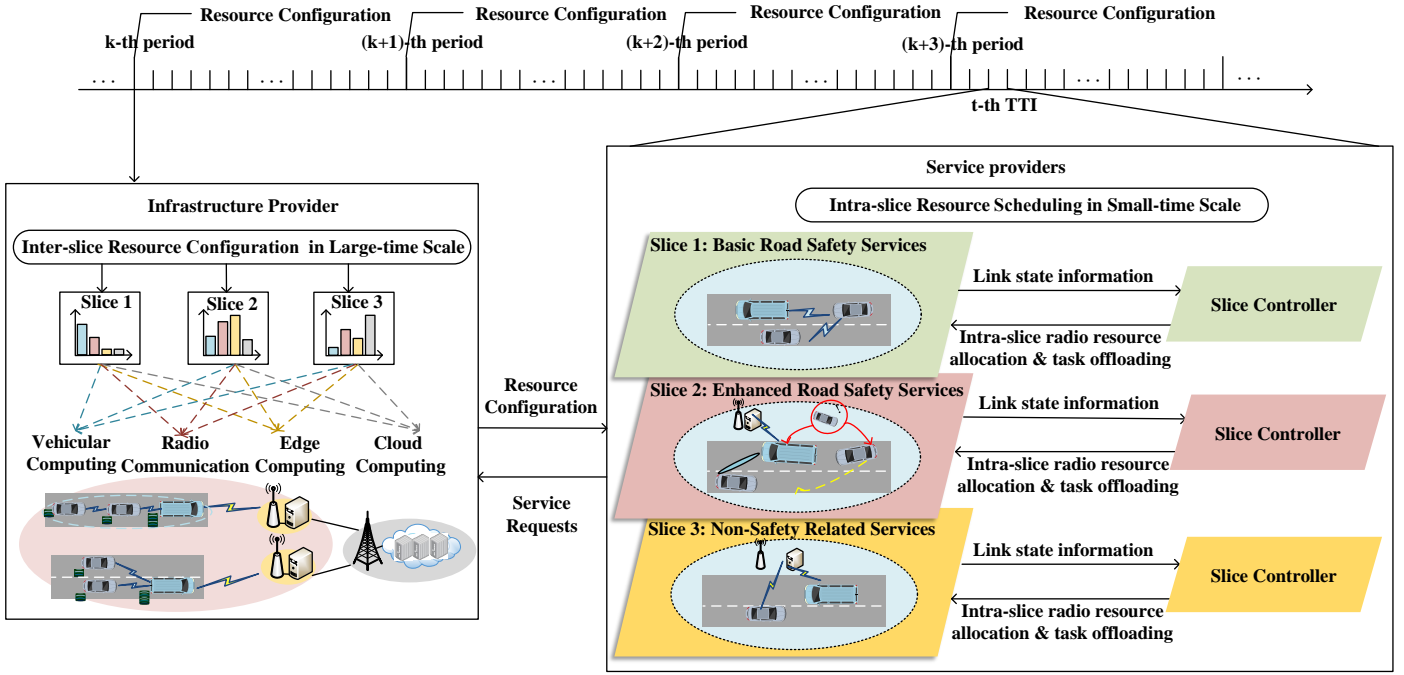 Resource Configuration
Resource Configuration
Resource Configuration
Resource Configuration
k-th period
(k+1)-th period
(k+2)-th period
(k+3)-th period
...
...
...
...
...
...
t-th TTI
Infrastructure Provider
Inter-slice Resource Configuration in Large-time Scale
Slice 1
Slice 2
Slice 3
Vehicular
Computing
Radio
Communication
Edge
Computing
Cloud
Computing
Resource
Configuration
Service
Requests
Service providers
Intra-slice Resource Scheduling in Small-time Scale
Slice 1: Basic Road Safety Services
Link state information
Slice Controller
Intra-slice radio resource
allocation & task offloading
Slice 2: Enhanced Road Safety Services
Link state information
Slice Controller
Intra-slice radio resource
allocation & task offloading
Slice 3: Non-Safety Related Services
Link state information
Slice Controller
Intra-slice radio resource
allocation & task offloading